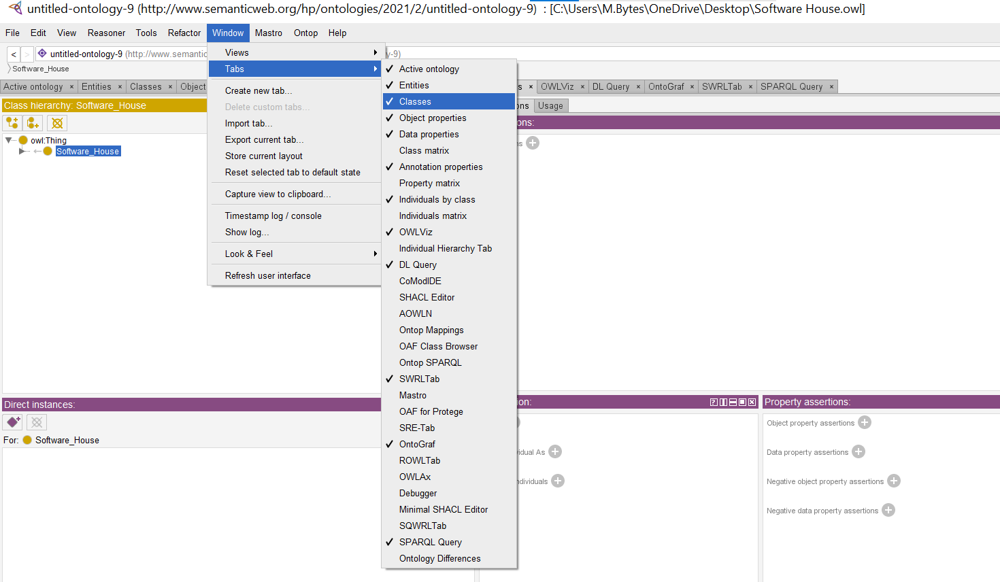 untitled-ontology-9 (http://www.semanticweb.org/hp/ontologies/2021/2/untitled-ontology-9) : [C:\Users\M.Bytes\OneDrive\Desktop\Software House.owl]
File Edit View Reasoner Tools Refactor Window Mastro Ontop Help
< > untitled-ontology-9 (http://www.semantic y-9)
Software_House
Active ontology × Entities × Classes × Object s × OWLViz × DL Query × OntoGraf × SWRLTab × SPARQL Query ×
Class hierarchy: Software_House
owl:Thing
Software_House
Direct instances:
For: Software_House
Views
Tabs
Create new tab...
Delete custom tabs...
Import tab...
Export current tab...
Store current layout
Reset selected tab to default state
Capture view to clipboard...
Timestamp log / console
Show log...
Look & Feel
Refresh user interface
Active ontology
Entities
Classes
Object properties
Data properties
Class matrix
Annotation properties
Property matrix
Individuals by class
Individuals matrix
OWLViz
Individual Hierarchy Tab
DL Query
CoModIDE
SHACL Editor
AOWLN
Ontop Mappings
OAF Class Browser
Ontop SPARQL
SWRLTab
Mastro
OAF for Protege
SRE-Tab
OntoGraf
ROWLTab
OWLAx
Debugger
Minimal SHACL Editor
SQWRLTab
SPARQL Query
Ontology Differences
ons Usage
ons:
ns
ion:
vidual As
ndividuals
Property assertions:
Object property assertions
Data property assertions
Negative object property assertions
Negative data property assertions